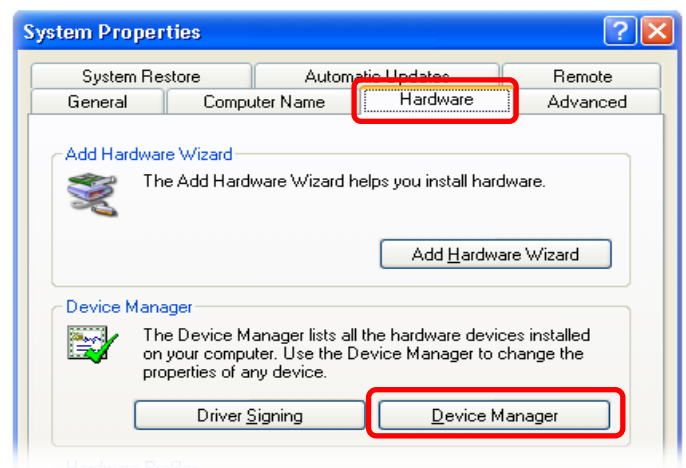 System Properties
System Restore
Automatic Updates
Remote
General
Computer Name
Hardware
Advanced
Add Hardware Wizard
The Add Hardware Wizard helps you install hardware.
Add Hardware Wizard
Device Manager
The Device Manager lists all the hardware devices installed
on your computer. Use the Device Manager to change the
properties of any device.
Driver Signing
Device Manager